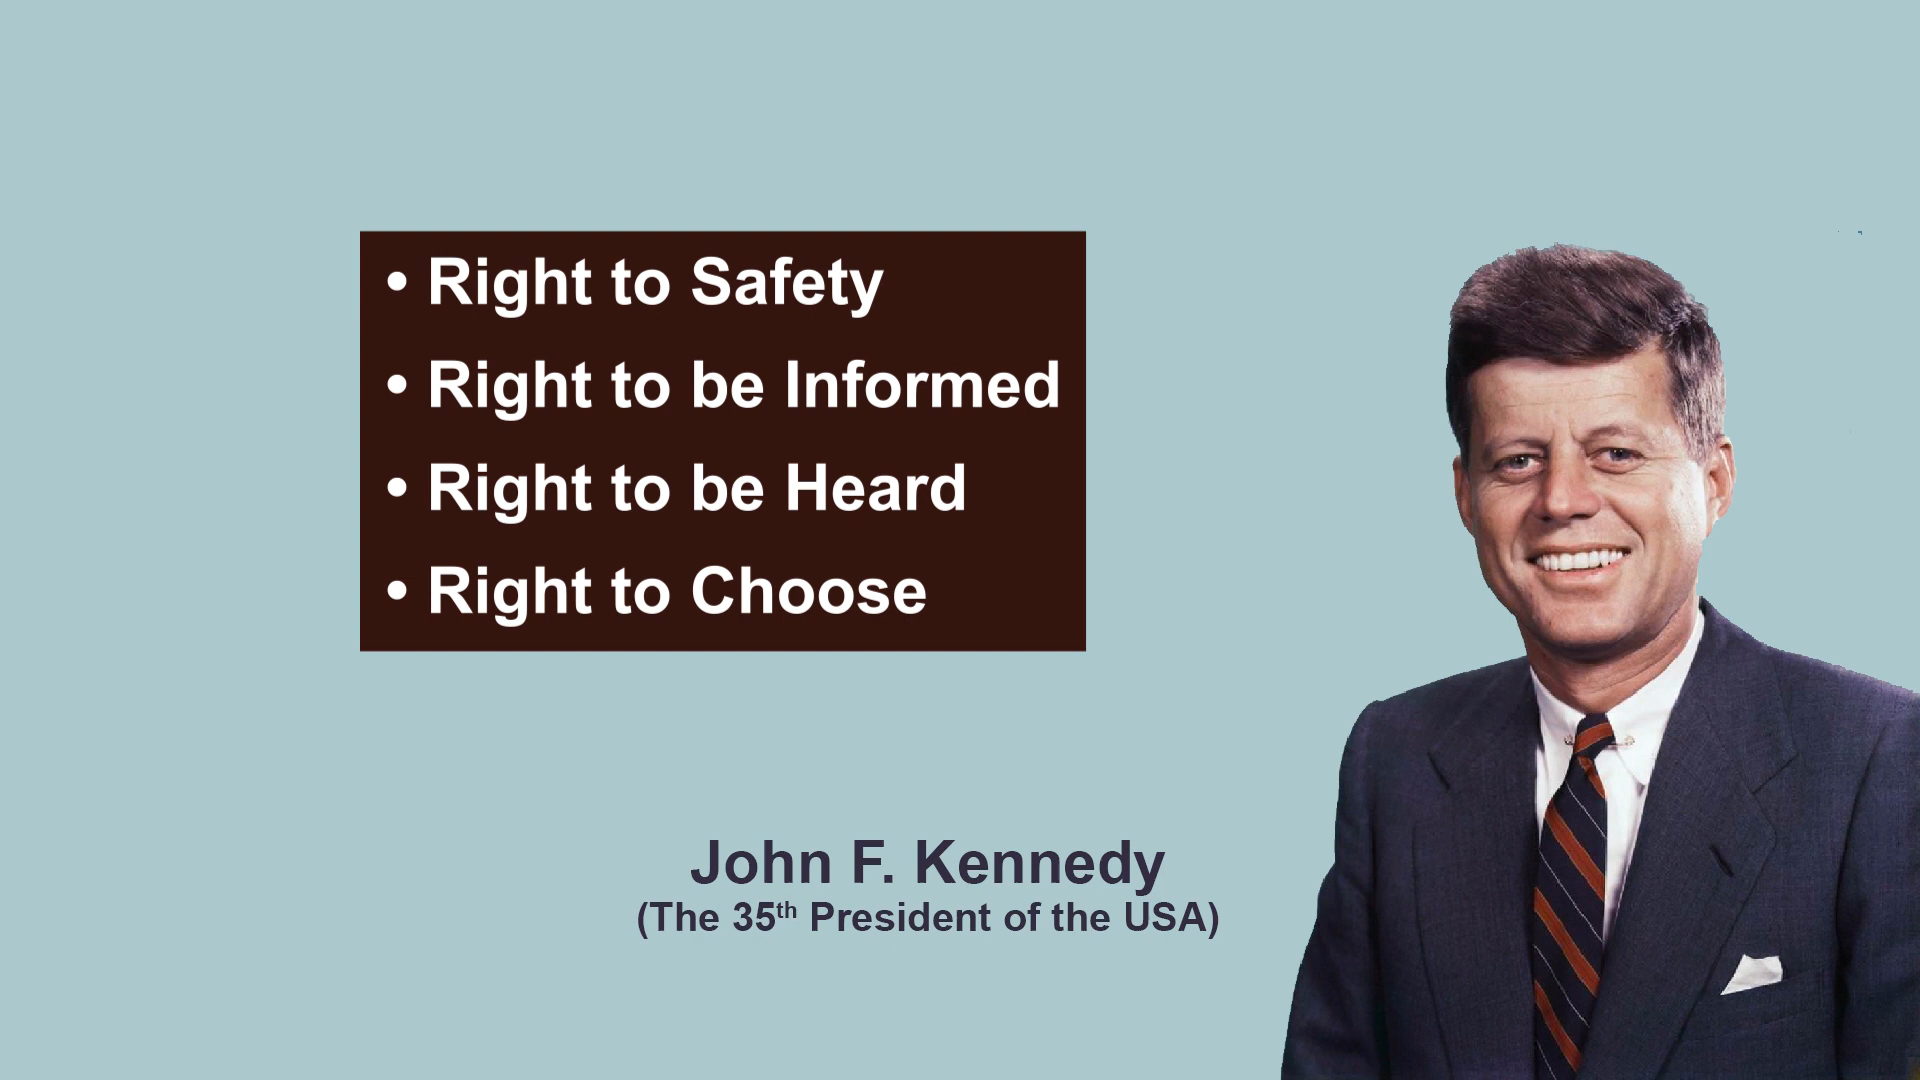 • Right to Safety
• Right to be Informed
• Right to be Heard
• Right to Choose
John F. Kennedy
(The 35th President of the USA)